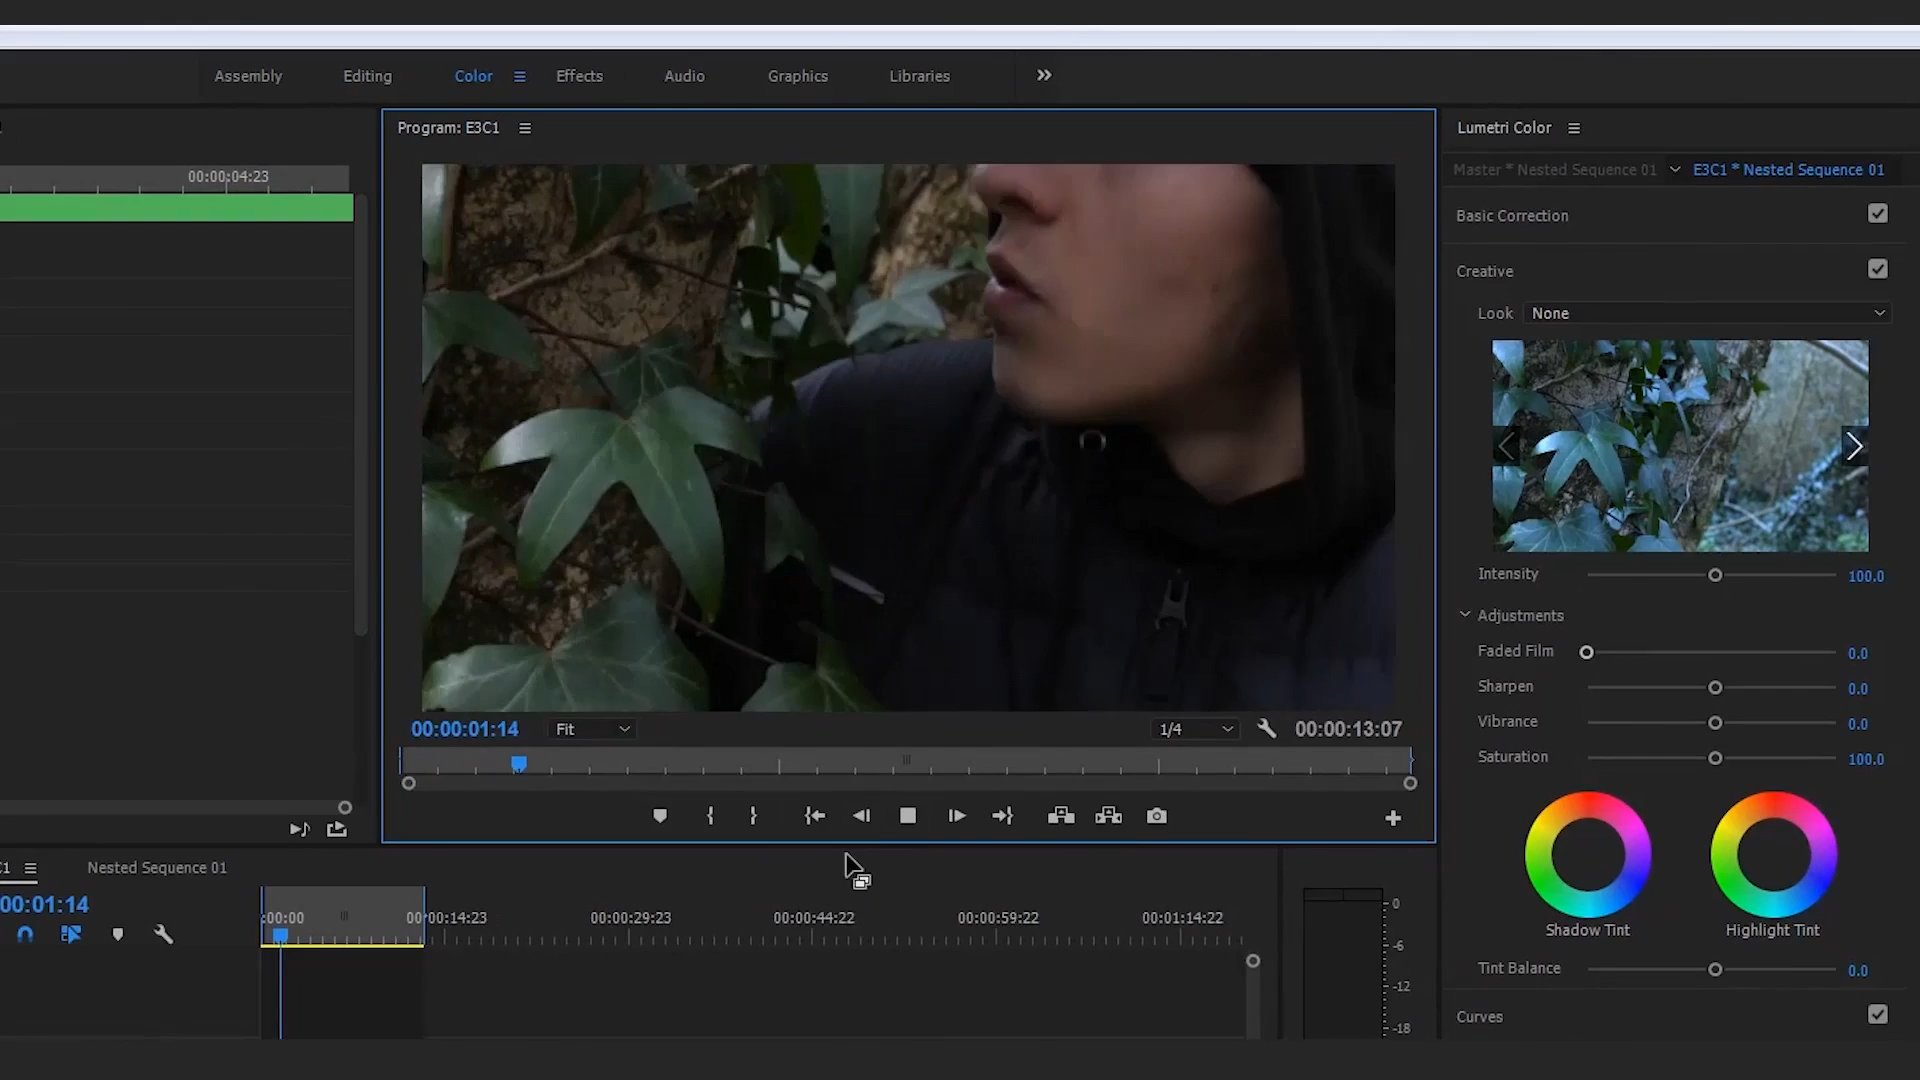 Assembly Editing Color Effects Audio Graphics Libraries
Program: E3C1
Lumetri Color
00:00:04:23
Master * Nested Sequence 01 E3C1 * Nested Sequence 01
Basic Correction
Creative
Look None
Intensity 100.0
Adjustments
Faded Film 0.0
Sharpen 0.0
Vibrance 0.0
Saturation 100.0
Shadow Tint Highlight Tint
Tint Balance 0.0
Curves
00:00:01:14 Fit 1/4 00:00:13:07
C1 Nested Sequence 01
00:01:14
:00:00 00:00:14:23 00:00:29:23 00:00:44:22 00:00:59:22 00:01:14:22
0
-6
-12
-18